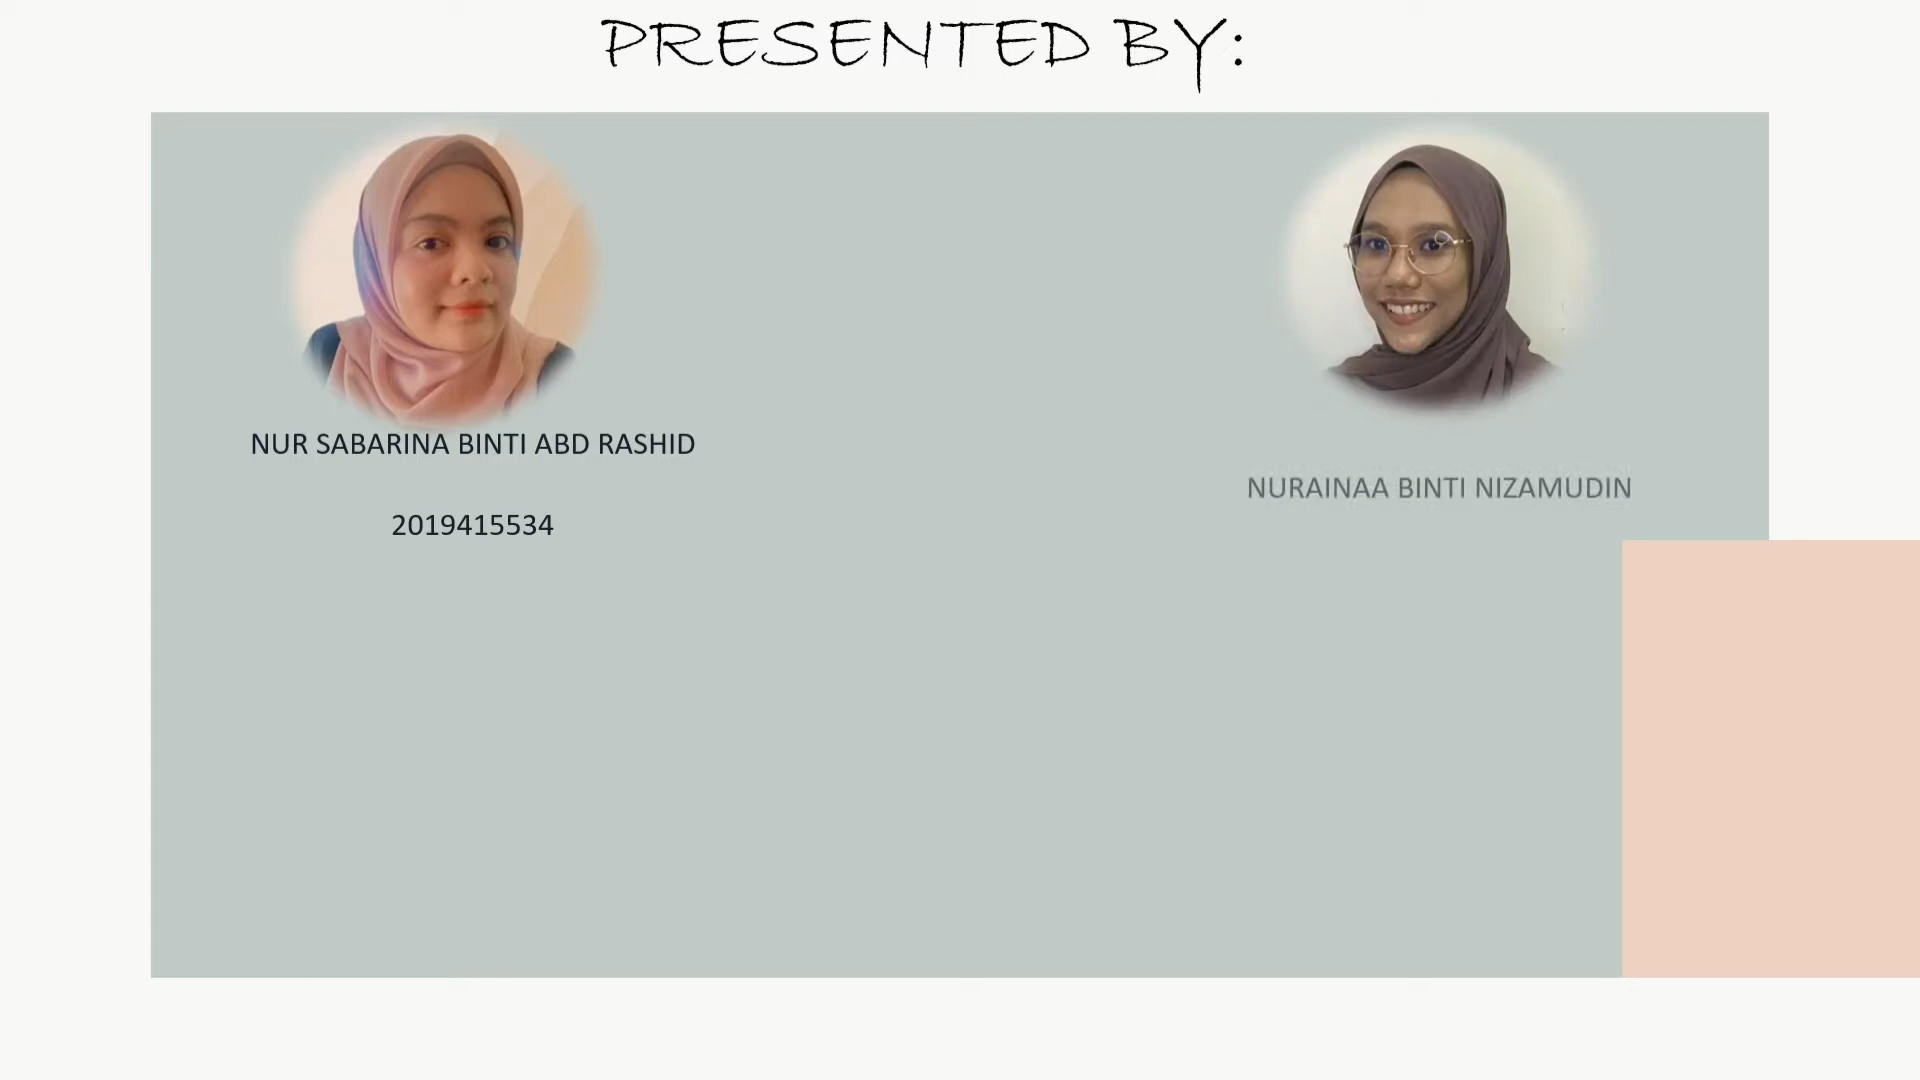 PRESENTED BY:
NUR SABARINA BINTI ABD RASHID
2019415534
NURAINAA BINTI NIZAMUDIN